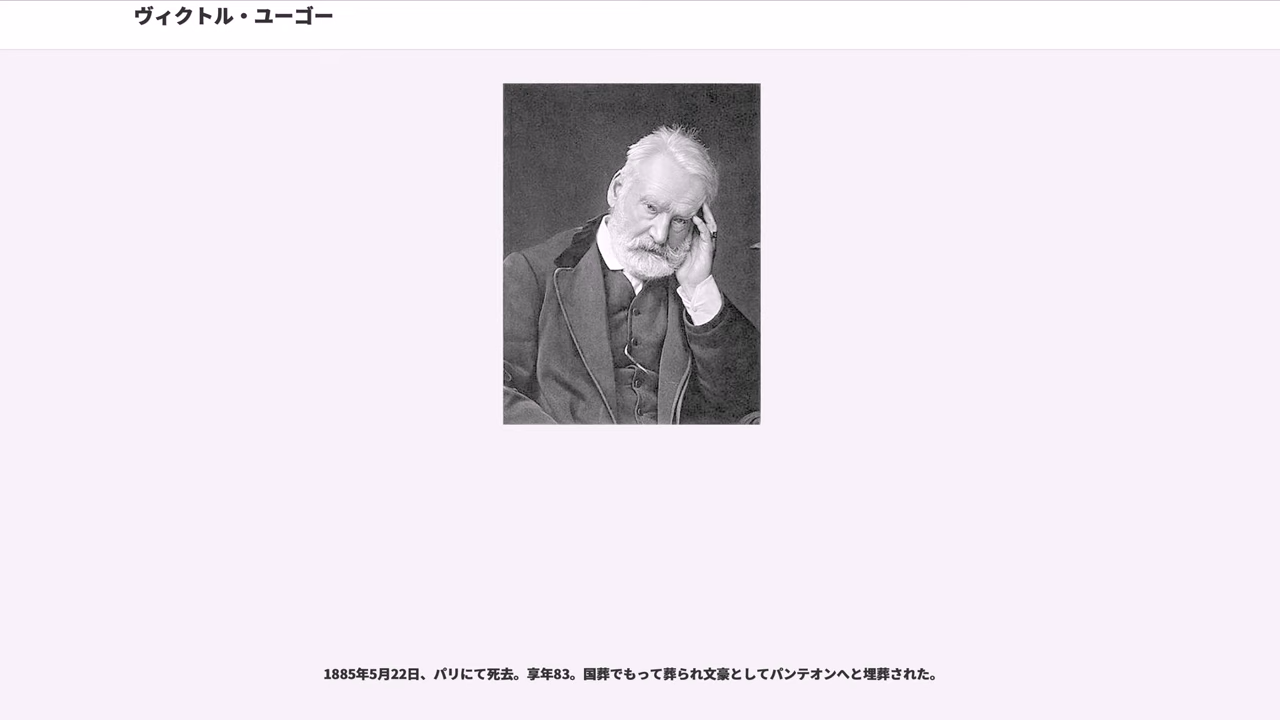 ヴィクトル・ユーゴー
1885年5月22日、パリにて死去。享年83。国葬でもって葬られ文豪としてパンテオンへと埋葬された。